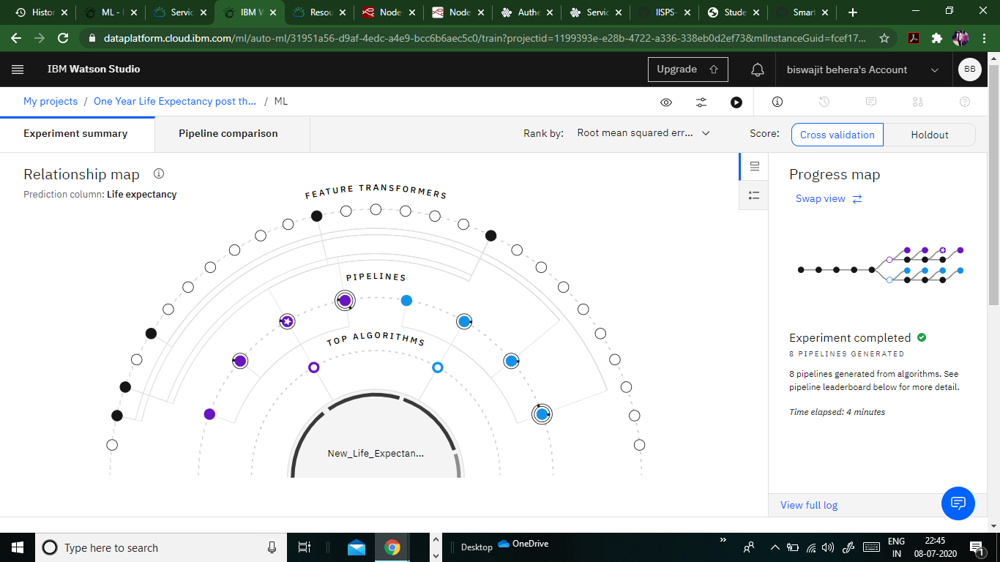 Histor
ML -
Servic
IBM W
Resou
Node
Node
Authe
Servic
IISPS-
Stude
Smart
dataplatform.cloud.ibm.com/ml/auto-ml/31951a56-d9af-4edc-a4e9-bcc6b6aec5c0/train?projectid=1199393e-e28b-4722-a336-338eb0d2ef73&mlInstanceGuid=fcef17...
IBM Watson Studio
Upgrade
biswajit behera's Account
BB
My projects / One Year Life Expectancy post th... / ML
Experiment summary
Pipeline comparison
Rank by: Root mean squared err...
Score: Cross validation Holdout
Relationship map
Prediction column: Life expectancy
FEATURE TRANSFORMERS
PIPELINES
TOP ALGORITHMS
New_Life_Expectan...
Progress map
Swap view
Experiment completed
8 PIPELINES GENERATED
8 pipelines generated from algorithms. See
pipeline leaderboard below for more detail.
Time elapsed: 4 minutes
View full log
Type here to search
Desktop
OneDrive
»
ENG
IN
22:45
08-07-2020
1